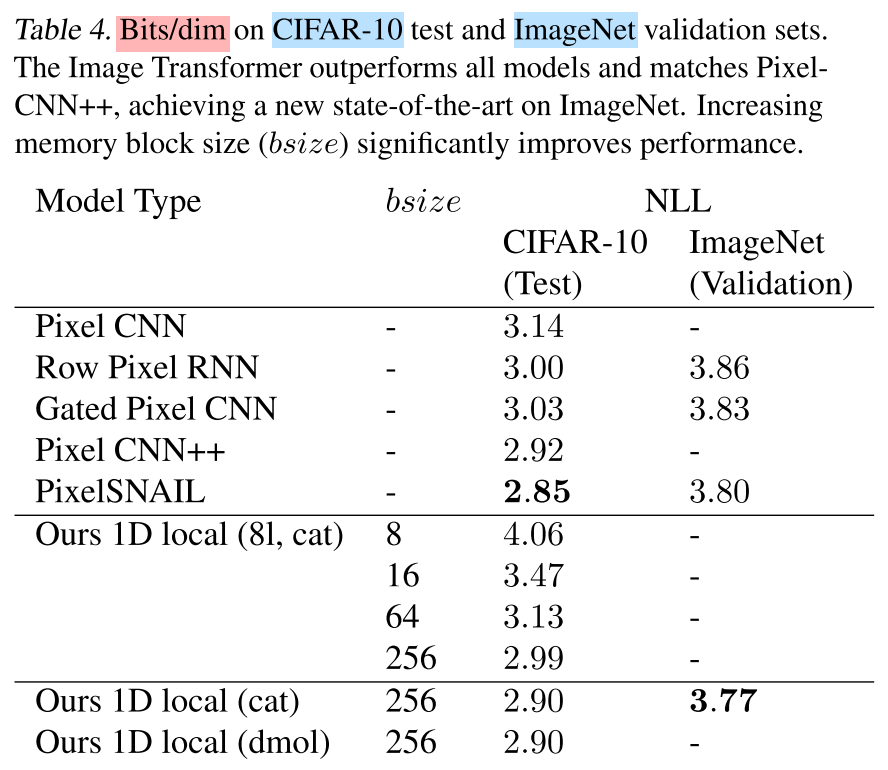 Table 4. Bits/dim on CIFAR-10 test and ImageNet validation sets.
The Image Transformer outperforms all models and matches Pixel-
CNN++, achieving a new state-of-the-art on ImageNet. Increasing
memory block size (bsize) significantly improves performance.
Model Type bsize NLL
CIFAR-10 ImageNet
(Test) (Validation)
Pixel CNN - 3.14 -
Row Pixel RNN - 3.00 3.86
Gated Pixel CNN - 3.03 3.83
Pixel CNN++ - 2.92 -
PixelSNAIL - 2.85 3.80
Ours 1D local (8l, cat) 8 4.06 -
16 3.47 -
64 3.13 -
256 2.99 -
Ours 1D local (cat) 256 2.90 3.77
Ours 1D local (dmol) 256 2.90 -